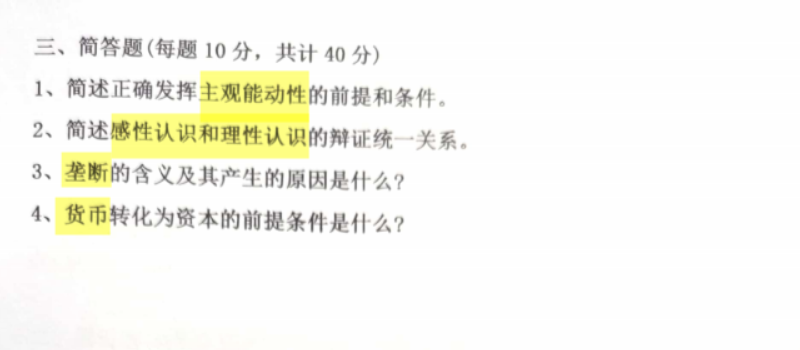 三、简答题(每题 10 分，共计 40 分)
1、简述正确发挥主观能动性的前提和条件。
2、简述感性认识和理性认识的辩证统一关系。
3、垄断的含义及其产生的原因是什么?
4、货币转化为资本的前提条件是什么?